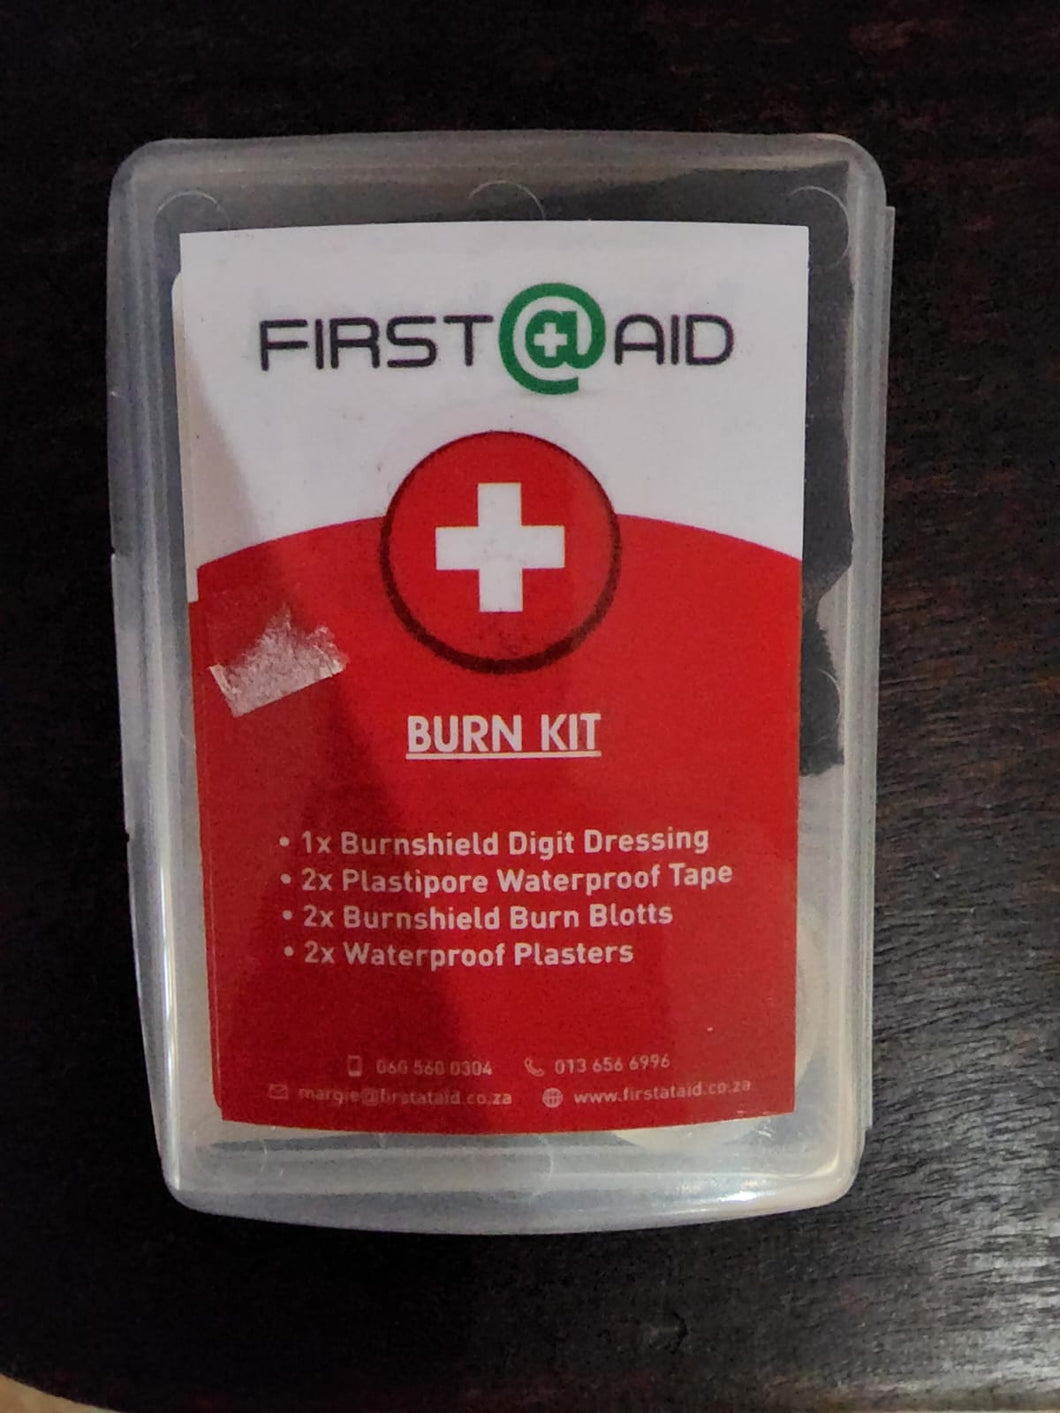 FIRST@AID
BURN KIT
• 1x Burnshield Digit Dressing
• 2x Plastipore Waterproof Tape
• 2x Burnshield Burn Blotts
• 2x Waterproof Plasters
060 560 0304 013 656 6996
margie@firstataid.co.za www.firstataid.co.za